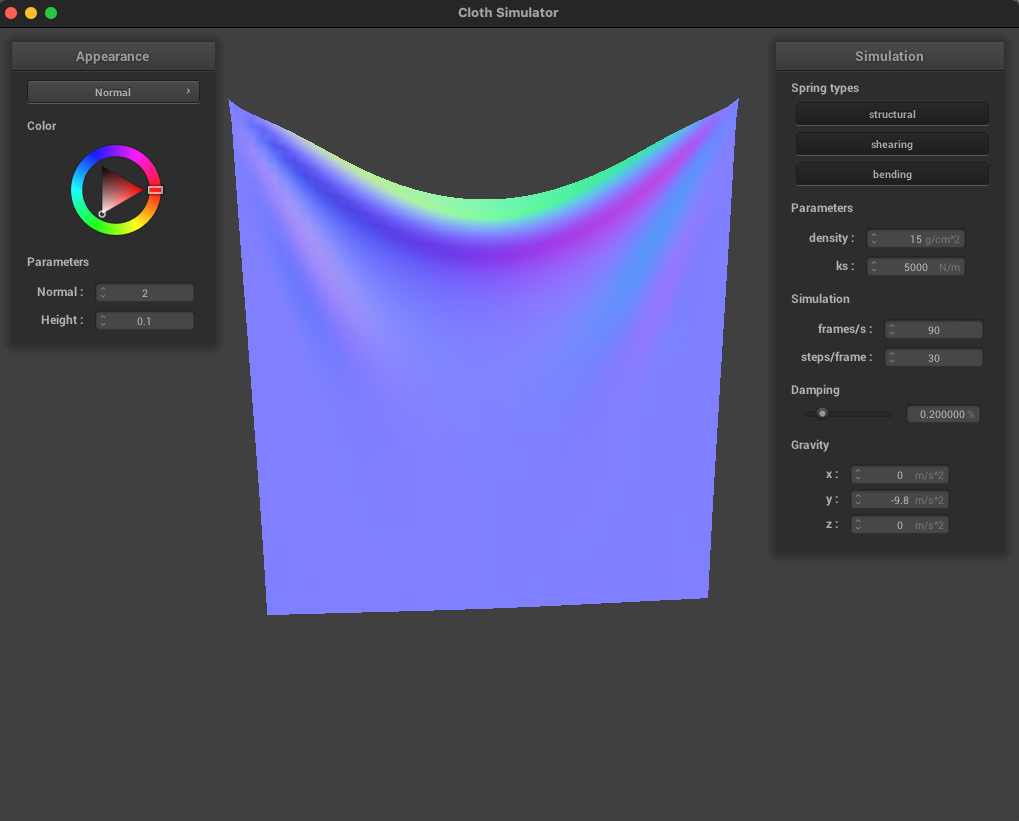 Cloth Simulator
Appearance
Normal ›
Color
Parameters
Normal : 2
Height : 0.1
Simulation
Spring types
structural
shearing
bending
Parameters
density : 15 g/cm^2
ks : 5000 N/m
Simulation
frames/s : 90
steps/frame : 30
Damping
0.200000 %
Gravity
x : 0 m/s^2
y : -9.8 m/s^2
z : 0 m/s^2